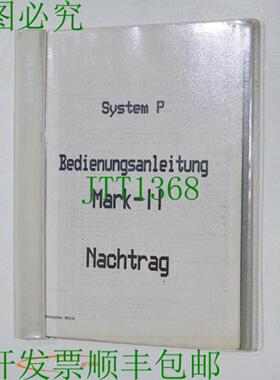 图必究
System P
Bedienungsanleitung
JTT1368
Mark-II
Nachtrag
开发票顺丰包邮